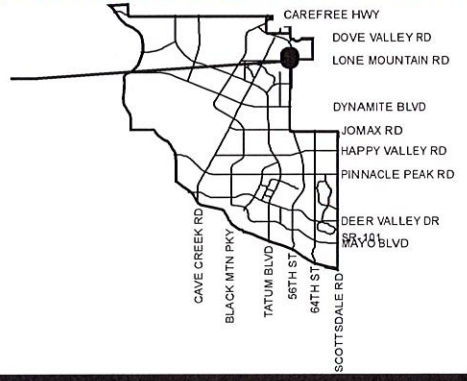 CAREFREE HWY
DOVE VALLEY RD
LONE MOUNTAIN RD
DYNAMITE BLVD
JOMAX RD
HAPPY VALLEY RD
PINNACLE PEAK RD
DEER VALLEY DR
SR-101
MAYO BLVD
CAVE CREEK RD
BLACK MTN PKY
TATUM BLVD
56TH ST
64TH ST
SCOTTSDALE RD